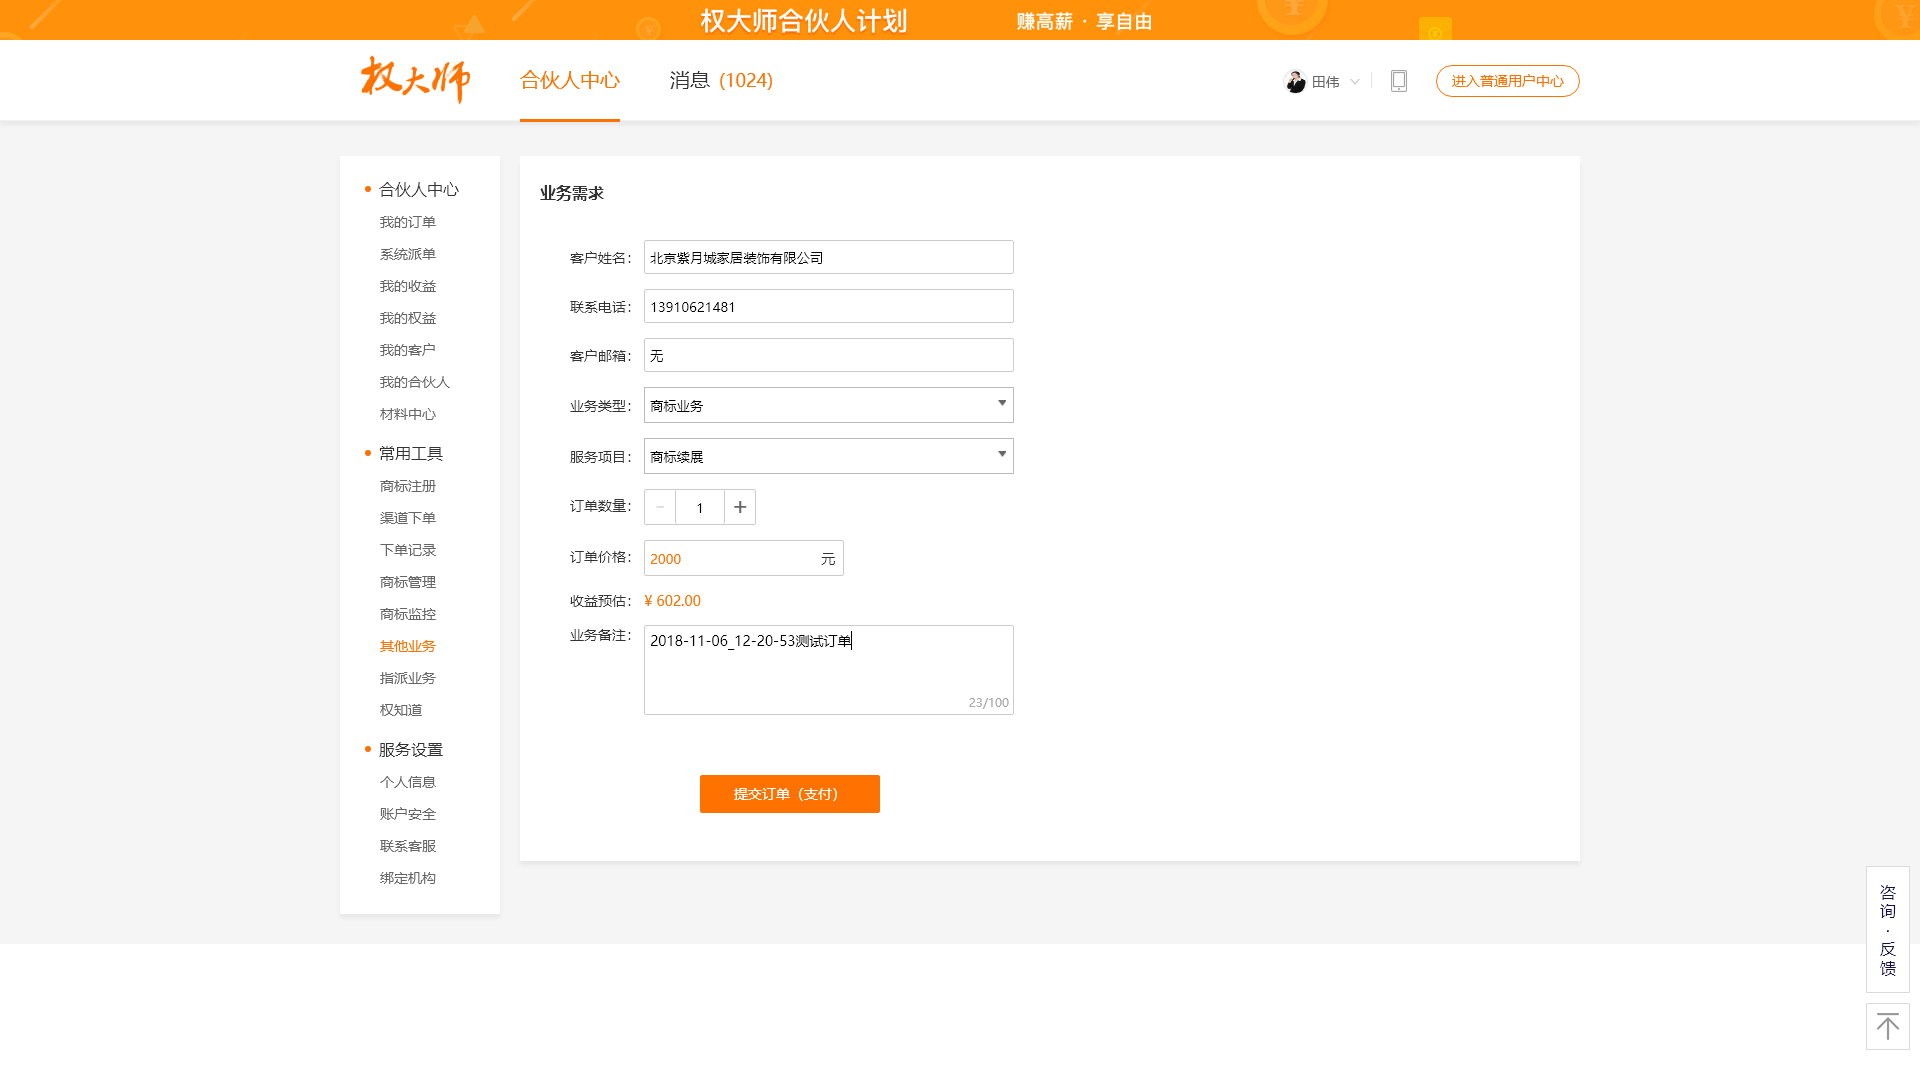 权大师合伙人计划 赚高薪 · 享自由
权大师 合伙人中心 消息 (1024) 田伟 进入普通用户中心
合伙人中心
我的订单
系统派单
我的收益
我的权益
我的客户
我的合伙人
材料中心
常用工具
商标注册
渠道下单
下单记录
商标管理
商标监控
其他业务
指派业务
权知道
服务设置
个人信息
账户安全
联系客服
绑定机构
业务需求
客户姓名: 北京紫月城家居装饰有限公司
联系电话: 13910621481
客户邮箱: 无
业务类型: 商标业务
服务项目: 商标续展
订单数量: 1
订单价格: 2000 元
收益预估: ¥ 602.00
业务备注: 2018-11-06_12-20-53测试订单
23/100
提交订单（支付）
咨
询
·
反
馈